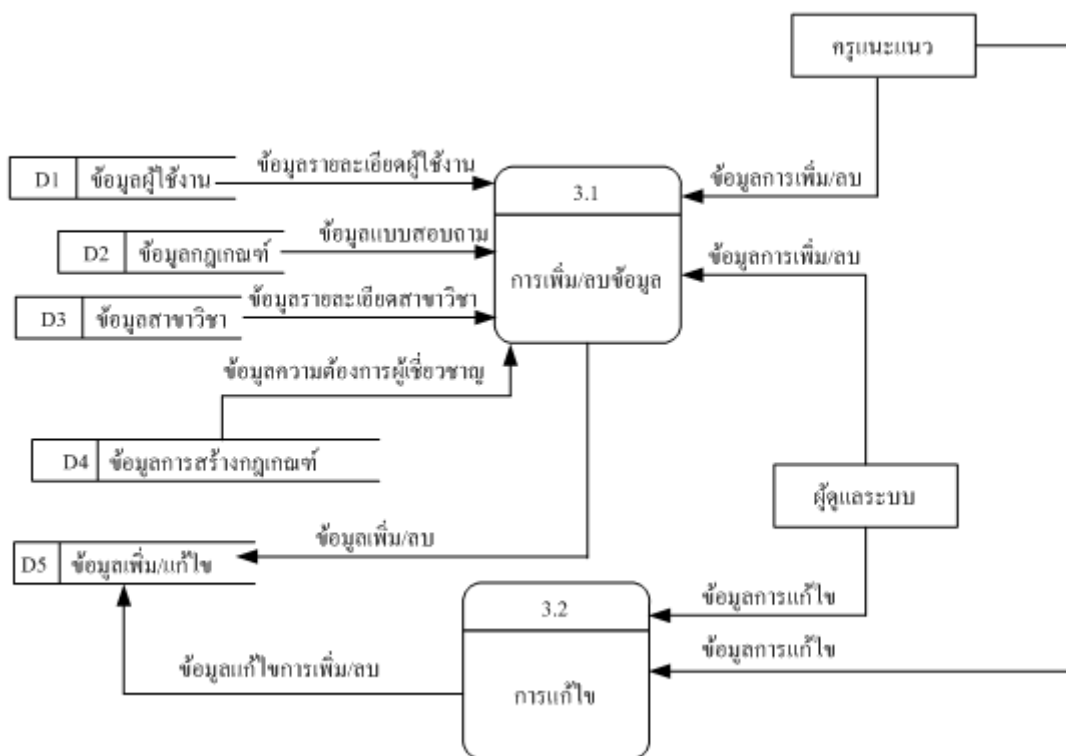 ครูแนะแนว
D1 ข้อมูลผู้ใช้งาน
ข้อมูลรายละเอียดผู้ใช้งาน
3.1
ข้อมูลการเพิ่ม/ลบ
D2 ข้อมูลกฎเกณฑ์
ข้อมูลแบบสอบถาม
การเพิ่ม/ลบข้อมูล
ข้อมูลการเพิ่ม/ลบ
D3 ข้อมูลสาขาวิชา
ข้อมูลรายละเอียดสาขาวิชา
ข้อมูลความต้องการผู้เชี่ยวชาญ
D4 ข้อมูลการสร้างกฎเกณฑ์
ผู้ดูแลระบบ
D5 ข้อมูลเพิ่ม/แก้ไข
ข้อมูลเพิ่ม/ลบ
3.2
ข้อมูลการแก้ไข
ข้อมูลการแก้ไข
ข้อมูลแก้ไขการเพิ่ม/ลบ
การแก้ไข